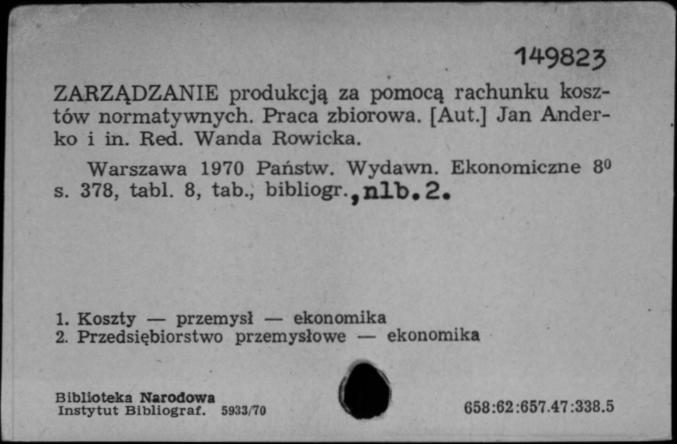 149823
ZARZĄDZANIE produkcją za pomocą rachunku kosz-
tów normatywnych. Praca zbiorowa. [Aut.] Jan Ander-
ko i in. Red. Wanda Rowicka.
Warszawa 1970 Państw. Wydawn. Ekonomiczne 8⁰
s. 378, tabl. 8, tab., bibliogr., nlb. 2.
1. Koszty — przemysł — ekonomika
2. Przedsiębiorstwo przemysłowe — ekonomika
Biblioteka Narodowa
Instytut Bibliograf. 5933/70
658:62:657.47:338.5